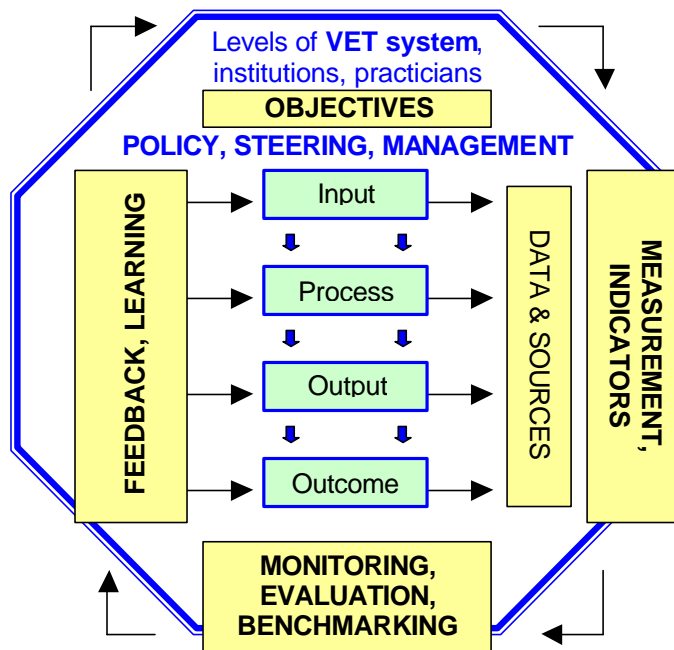 Levels of VET system,
institutions, practicians
OBJECTIVES
POLICY, STEERING, MANAGEMENT
FEEDBACK, LEARNING
Input
Process
Output
Outcome
DATA & SOURCES
MEASUREMENT,
INDICATORS
MONITORING,
EVALUATION,
BENCHMARKING